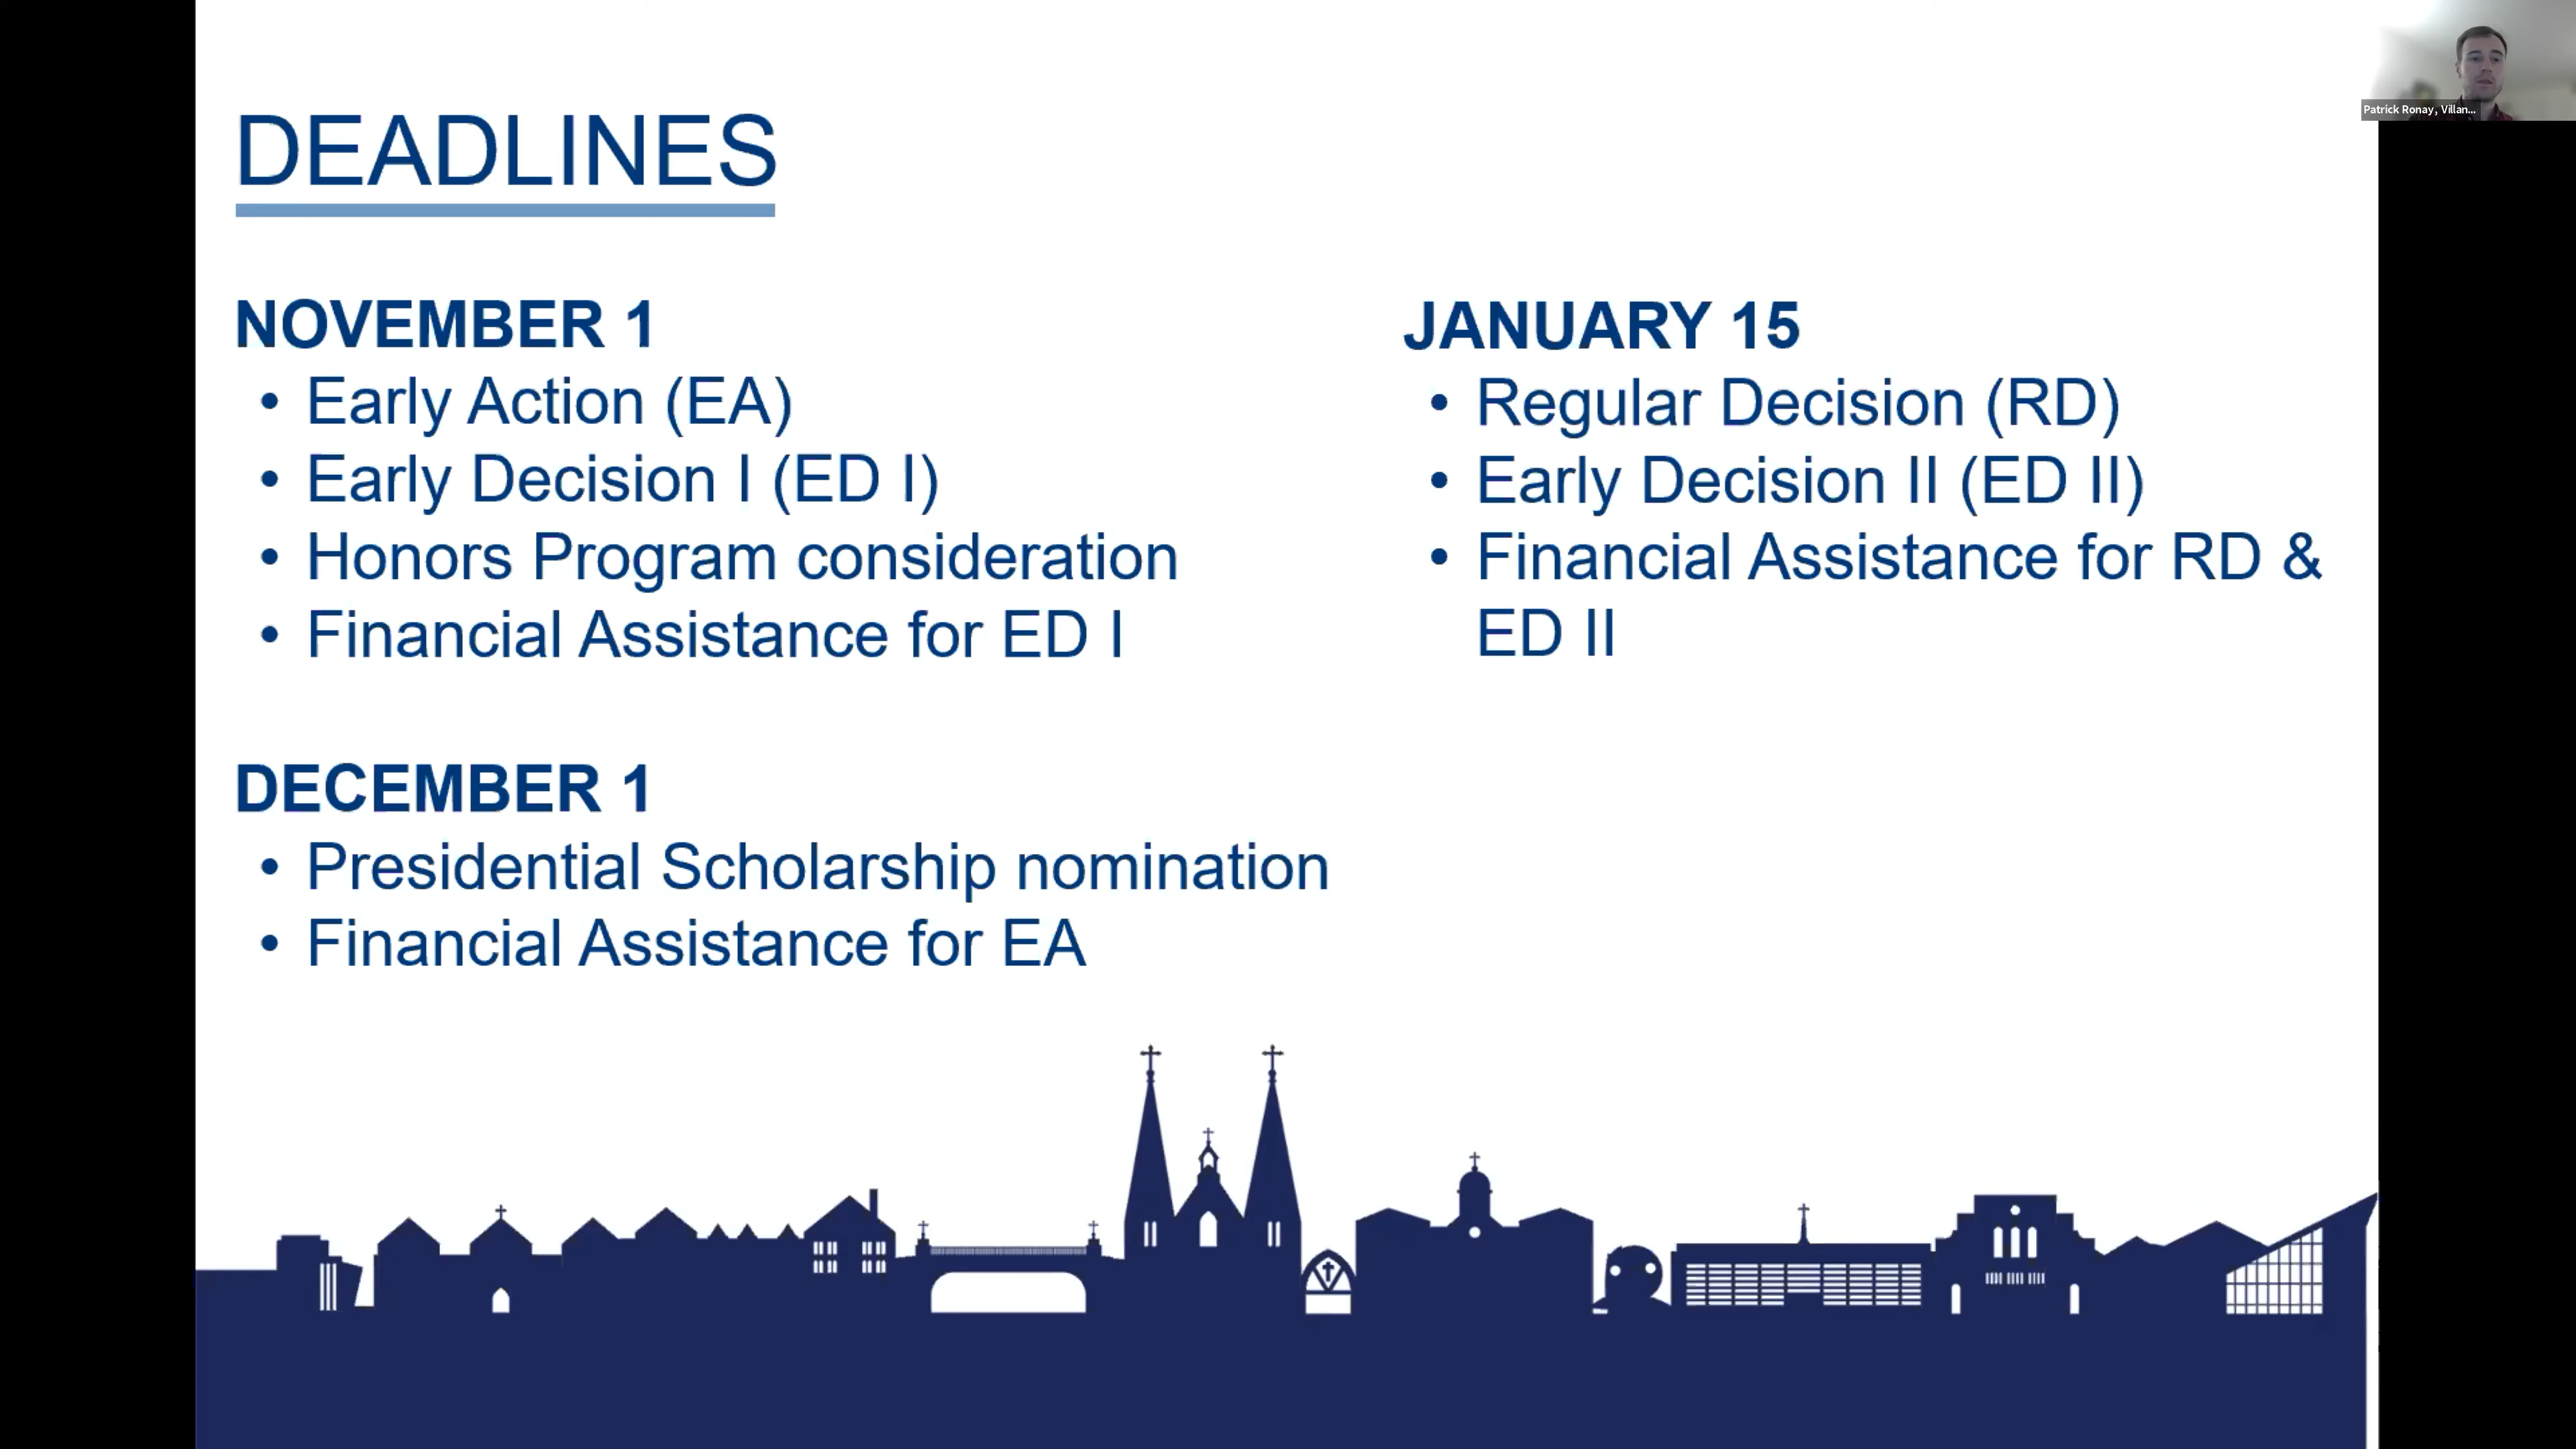 DEADLINES
NOVEMBER 1
• Early Action (EA)
• Early Decision I (ED I)
• Honors Program consideration
• Financial Assistance for ED I
DECEMBER 1
• Presidential Scholarship nomination
• Financial Assistance for EA
JANUARY 15
• Regular Decision (RD)
• Early Decision II (ED II)
• Financial Assistance for RD &
ED II
Patrick Ronay, Villan...